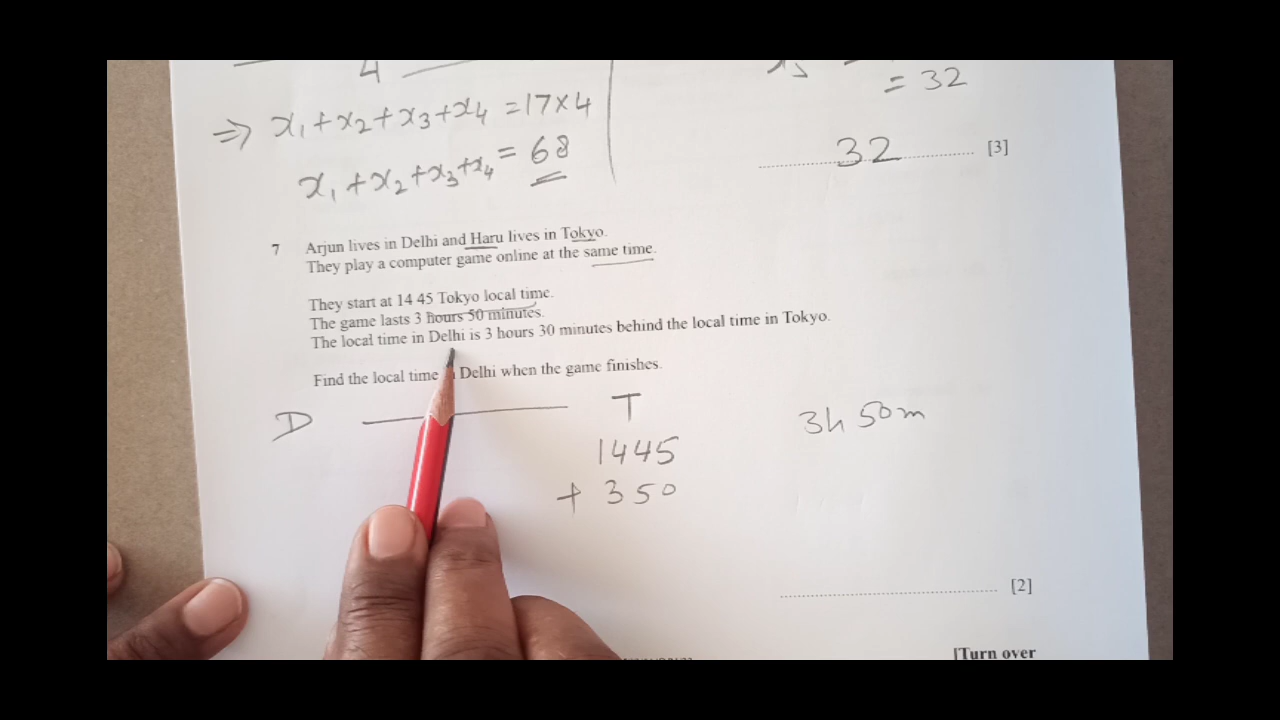 4
= 32
⇒ x₁+x₂+x₃+x₄ =17×4
32 [3]
x₁+x₂+x₃+x₄ = 68
7 Arjun lives in Delhi and Haru lives in Tokyo.
They play a computer game online at the same time.
They start at 14 45 Tokyo local time.
The game lasts 3 hours 50 minutes.
The local time in Delhi is 3 hours 30 minutes behind the local time in Tokyo.
Find the local time Delhi when the game finishes.
D T 3h 50m
1445
+ 350
[2]
[Turn over